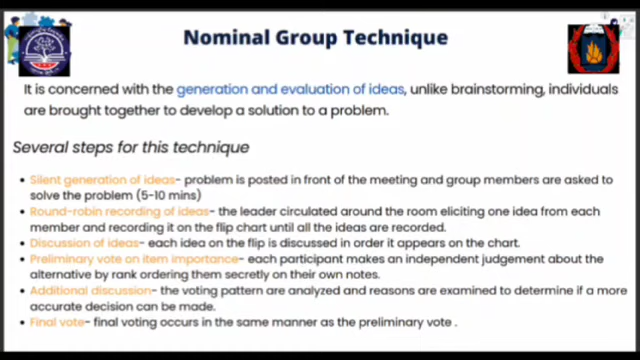 Nominal Group Technique
It is concerned with the generation and evaluation of ideas, unlike brainstorming, individuals
are brought together to develop a solution to a problem.
Several steps for this technique
• Silent generation of ideas- problem is posted in front of the meeting and group members are asked to
solve the problem (5-10 mins)
• Round-robin recording of ideas- the leader circulated around the room eliciting one idea from each
member and recording it on the flip chart until all the ideas are recorded.
• Discussion of ideas- each idea on the flip is discussed in order it appears on the chart.
• Preliminary vote on item importance- each participant makes an independent judgement about the
alternative by rank ordering them secretly on their own notes.
• Additional discussion- the voting pattern are analyzed and reasons are examined to determine if a more
accurate decision can be made.
• Final vote- final voting occurs in the same manner as the preliminary vote .